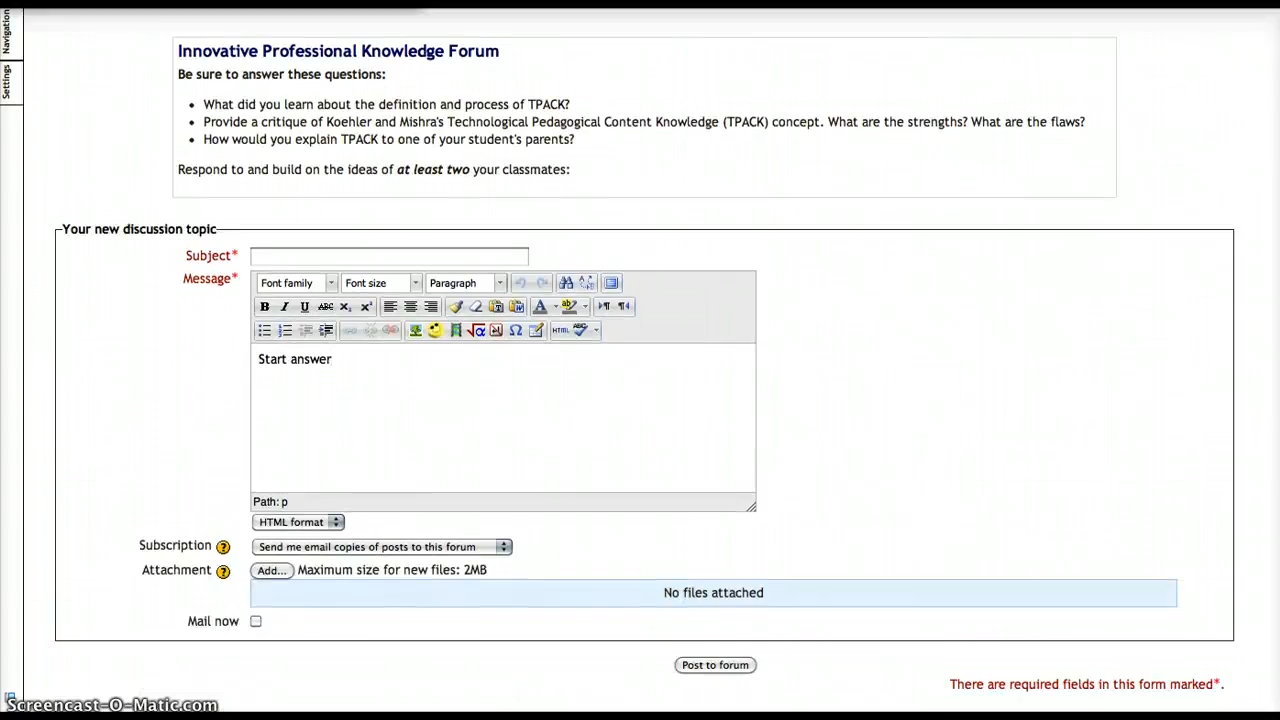 Navigation
Settings
Innovative Professional Knowledge Forum
Be sure to answer these questions:
• What did you learn about the definition and process of TPACK?
• Provide a critique of Koehler and Mishra's Technological Pedagogical Content Knowledge (TPACK) concept. What are the strengths? What are the flaws?
• How would you explain TPACK to one of your student's parents?
Respond to and build on the ideas of at least two your classmates:
Your new discussion topic
Subject*
Message*
Font family Font size Paragraph
B I U ABC X₂ X²
HTML ABC
Start answer
Path: p
HTML format
Subscription ? Send me email copies of posts to this forum
Attachment ? Add... Maximum size for new files: 2MB
No files attached
Mail now
Post to forum
There are required fields in this form marked*.
Screencast-O-Matic.com